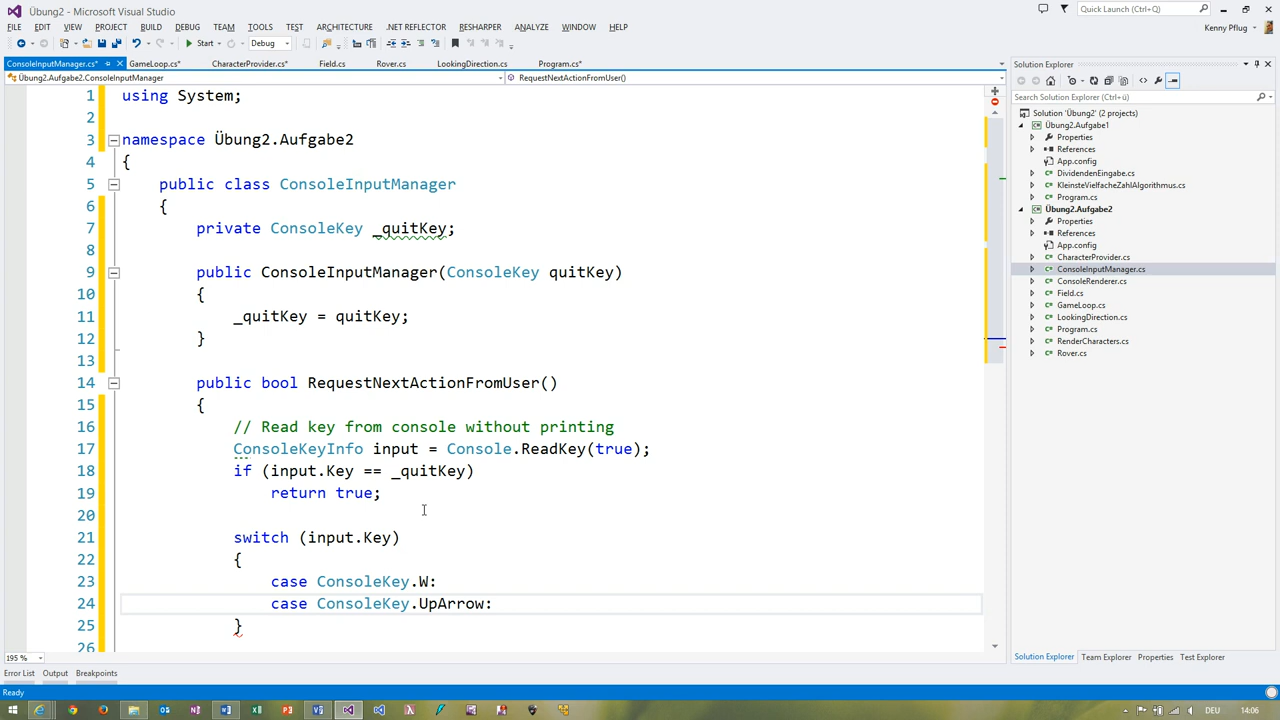 Übung2 - Microsoft Visual Studio
Quick Launch (Ctrl+Q)
FILE EDIT VIEW PROJECT BUILD DEBUG TEAM TOOLS TEST ARCHITECTURE .NET REFLECTOR RESHARPER ANALYZE WINDOW HELP
Kenny Pflug
Start Debug
ConsoleInputManager.cs* GameLoop.cs* CharacterProvider.cs* Field.cs Rover.cs LookingDirection.cs Program.cs*
Übung2.Aufgabe2.ConsoleInputManager RequestNextActionFromUser()
1 using System;
2
3 namespace Übung2.Aufgabe2
4 {
5 public class ConsoleInputManager
6 {
7 private ConsoleKey _quitKey;
8
9 public ConsoleInputManager(ConsoleKey quitKey)
10 {
11 _quitKey = quitKey;
12 }
13
14 public bool RequestNextActionFromUser()
15 {
16 // Read key from console without printing
17 ConsoleKeyInfo input = Console.ReadKey(true);
18 if (input.Key == _quitKey)
19 return true;
20
21 switch (input.Key)
22 {
23 case ConsoleKey.W:
24 case ConsoleKey.UpArrow:
25 }
26
195 %
Solution Explorer
Search Solution Explorer (Ctrl+ü)
Solution 'Übung2' (2 projects)
Übung2.Aufgabe1
Properties
References
App.config
DividendenEingabe.cs
KleinsteVielfacheZahlAlgorithmus.cs
Program.cs
Übung2.Aufgabe2
Properties
References
App.config
CharacterProvider.cs
ConsoleInputManager.cs
ConsoleRenderer.cs
Field.cs
GameLoop.cs
LookingDirection.cs
Program.cs
RenderCharacters.cs
Rover.cs
Solution Explorer Team Explorer Properties Test Explorer
Error List Output Breakpoints
Ready
DEU 14:06